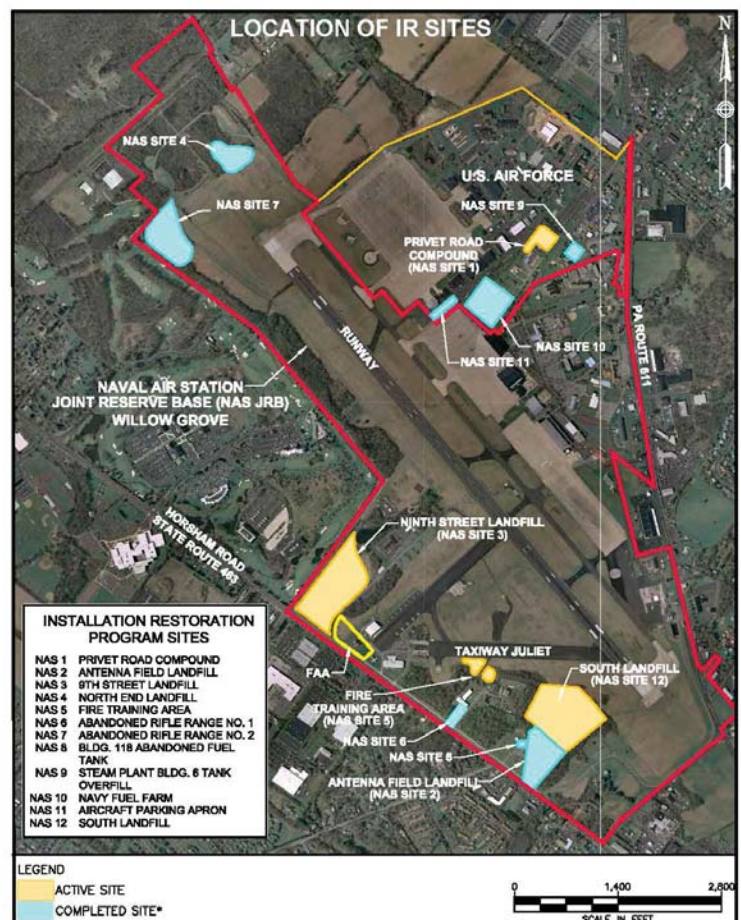 LOCATION OF IR SITES
N
NAS SITE 4
U.S. AIR FORCE
NAS SITE 7
NAS SITE 9
PRIVET ROAD
COMPOUND
(NAS SITE 1)
NAS SITE 10
NAS SITE 11
RUNWAY
PA ROUTE 611
NAVAL AIR STATION
JOINT RESERVE BASE (NAS JRB)
WILLOW GROVE
HORSHAM ROAD
STATE ROUTE 463
NINTH STREET LANDFILL
(NAS SITE 3)
TAXIWAY JULIET
SOUTH LANDFILL
(NAS SITE 12)
FAA
FIRE
TRAINING AREA
(NAS SITE 5)
NAS SITE 6
NAS SITE 6
ANTENNA FIELD LANDFILL
(NAS SITE 2)
INSTALLATION RESTORATION
PROGRAM SITES
NAS 1 PRIVET ROAD COMPOUND
NAS 2 ANTENNA FIELD LANDFILL
NAS 3 9TH STREET LANDFILL
NAS 4 NORTH END LANDFILL
NAS 5 FIRE TRAINING AREA
NAS 6 ABANDONED RIFLE RANGE NO. 1
NAS 7 ABANDONED RIFLE RANGE NO. 2
NAS 8 BLDG. 118 ABANDONED FUEL
TANK
NAS 9 STEAM PLANT BLDG. 6 TANK
OVERFILL
NAS 10 NAVY FUEL FARM
NAS 11 AIRCRAFT PARKING APRON
NAS 12 SOUTH LANDFILL
LEGEND
ACTIVE SITE
COMPLETED SITE*
0 1,400 2,800
SCALE IN FEET